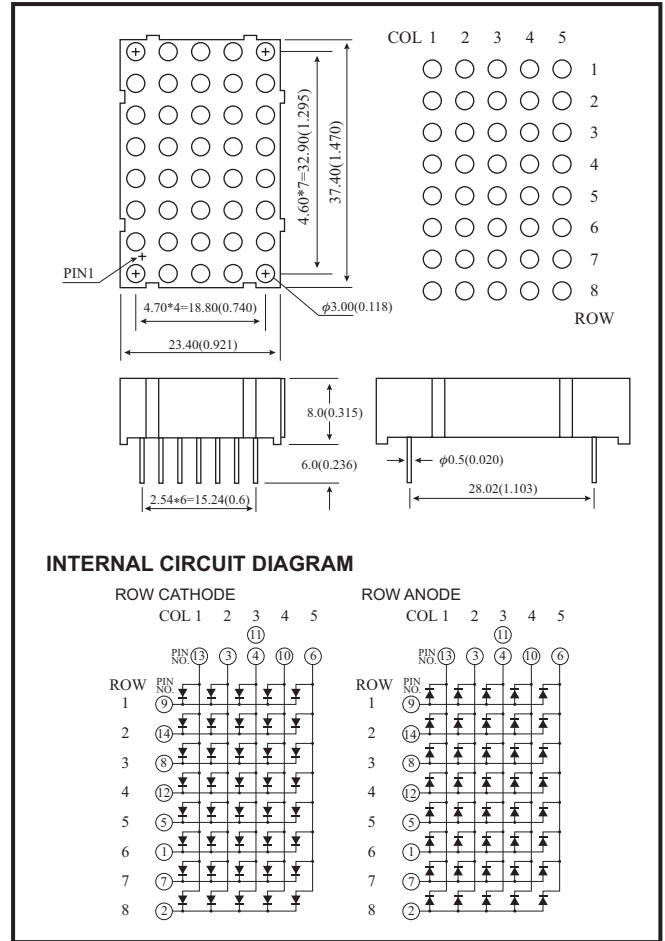 COL 1 2 3 4 5
1
2
3
4
5
6
7
8
ROW
4.60*7=32.90(1.295)
37.40(1.470)
PIN1
4.70*4=18.80(0.740)
ϕ3.00(0.118)
23.40(0.921)
8.0(0.315)
6.0(0.236)
2.54*6=15.24(0.6)
ϕ0.5(0.020)
28.02(1.103)
INTERNAL CIRCUIT DIAGRAM
ROW CATHODE
COL 1 2 3 4 5
11
PIN NO. 13 3 4 10 6
ROW PIN NO.
1 9
2 14
3 8
4 12
5 5
6 1
7 7
8 2
ROW ANODE
COL 1 2 3 4 5
11
PIN NO. 13 3 4 10 6
ROW PIN NO.
1 9
2 14
3 8
4 12
5 5
6 1
7 7
8 2